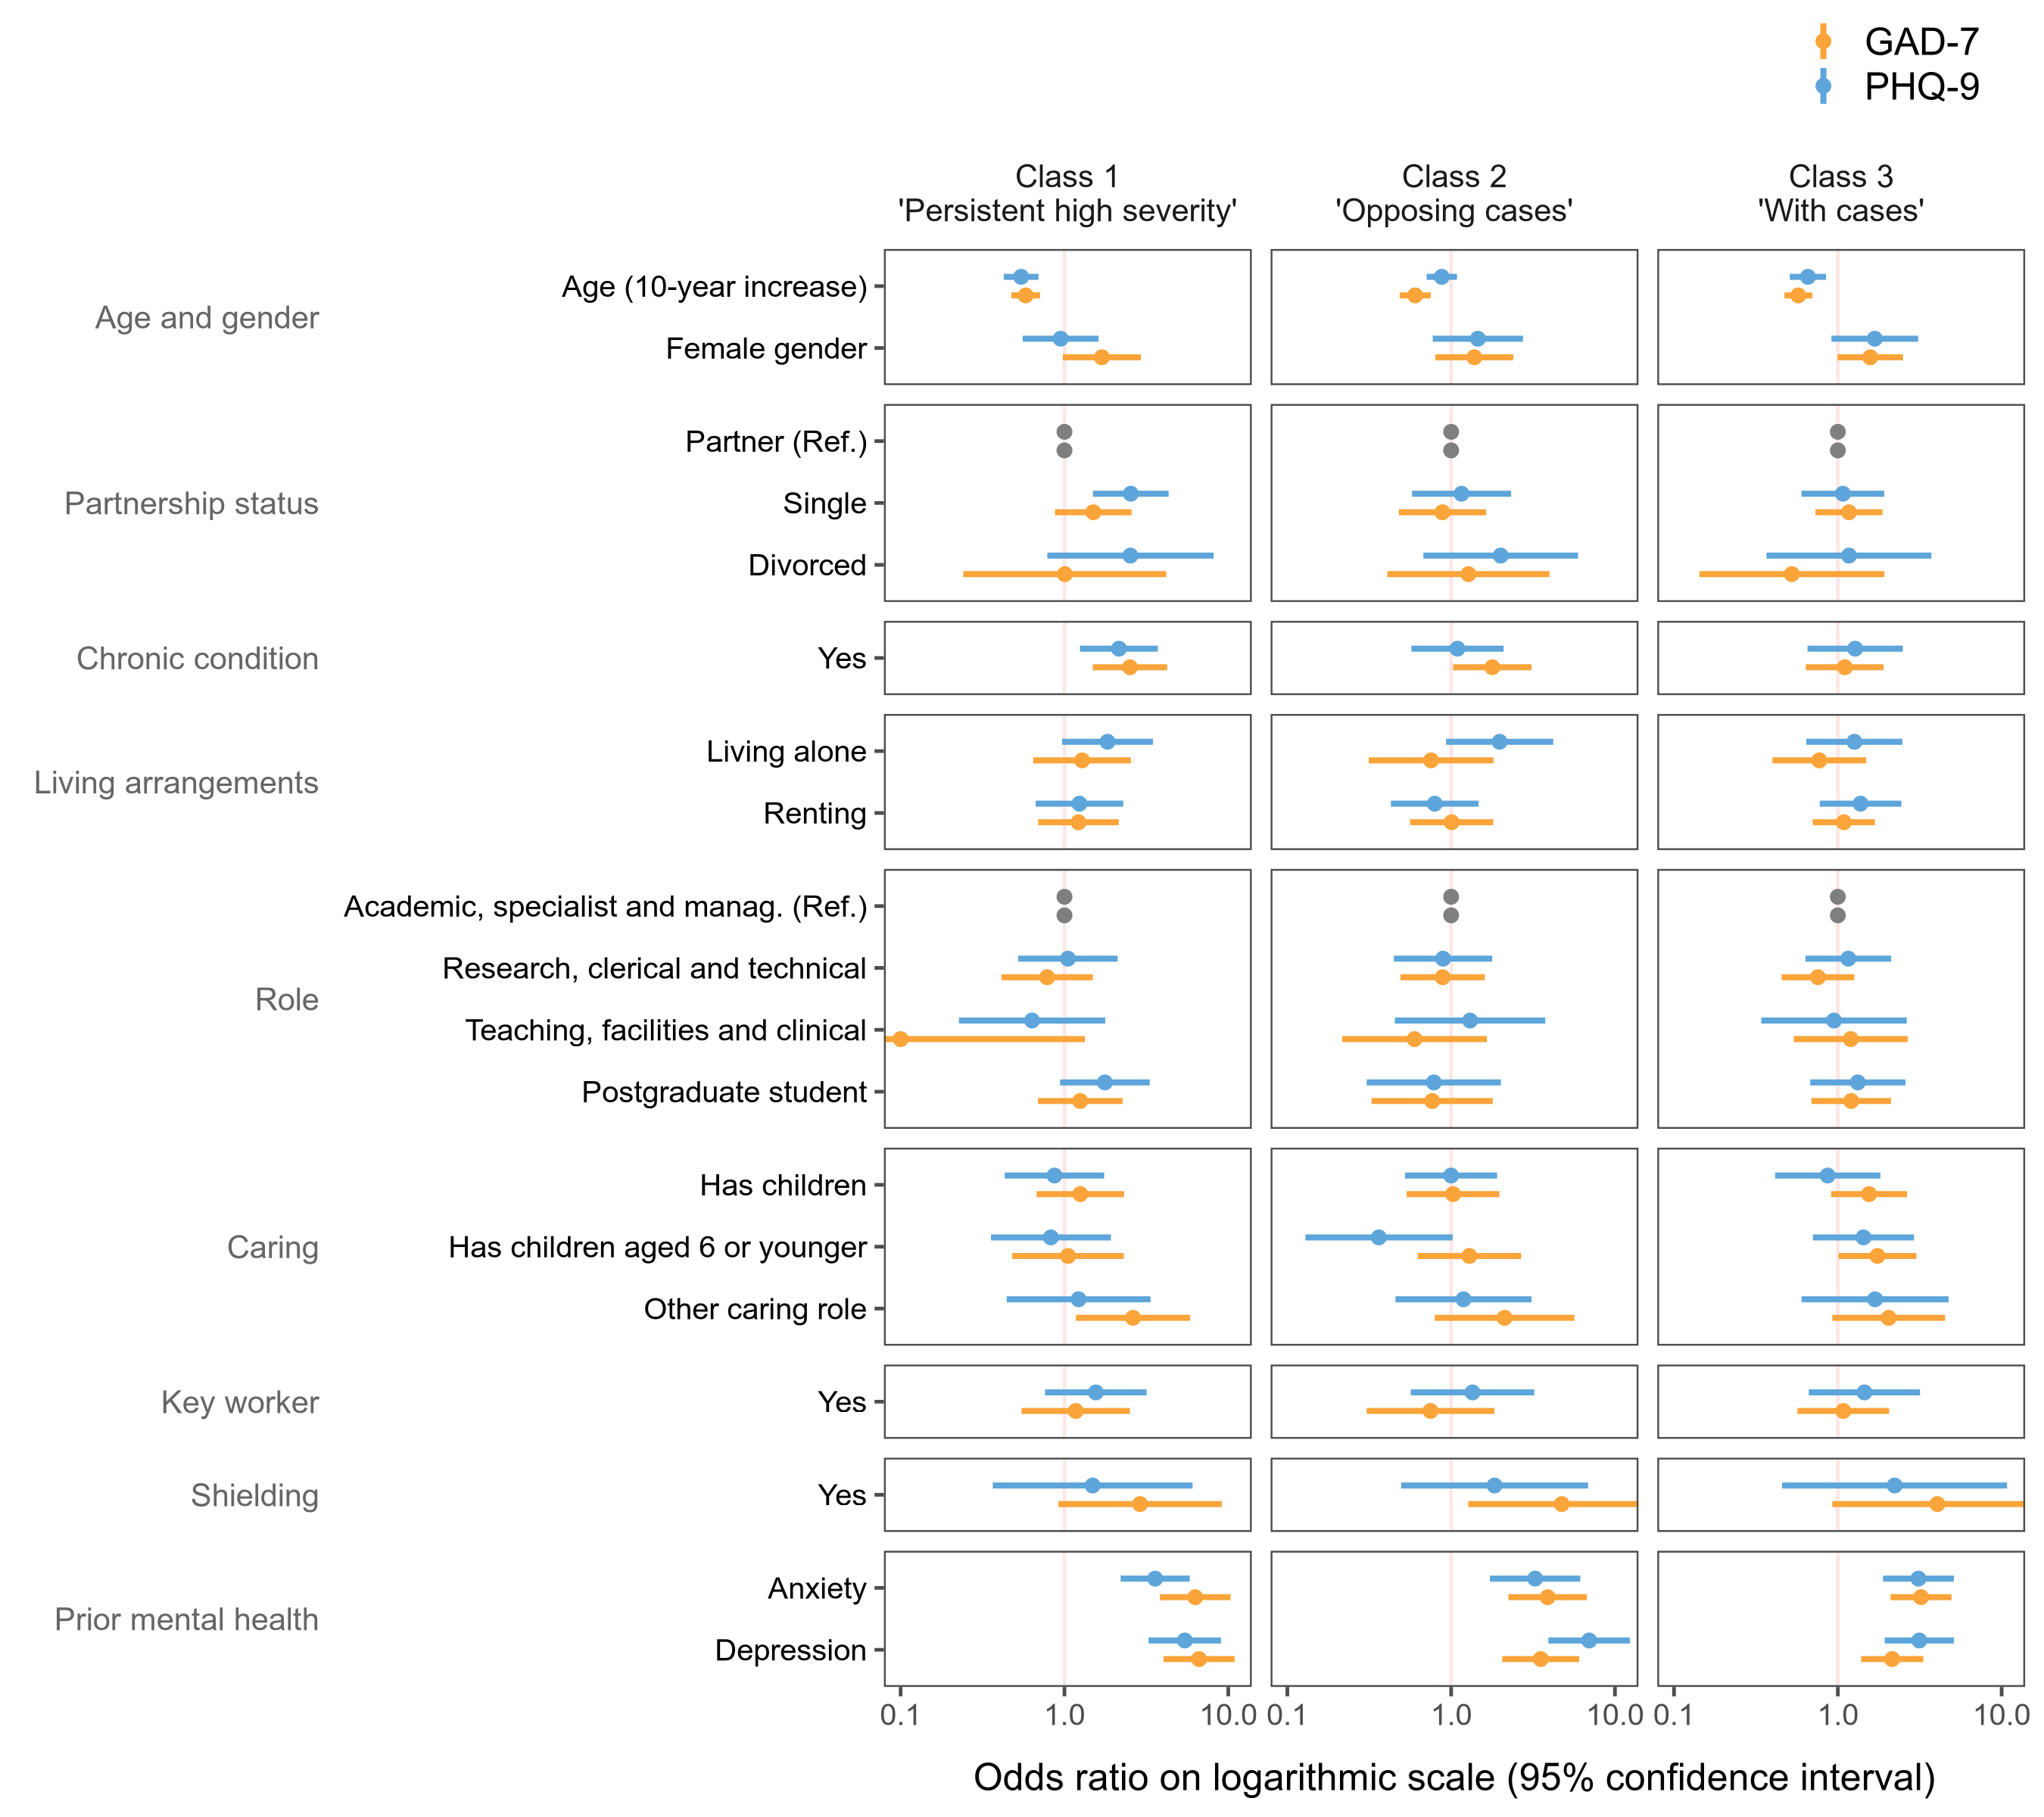 GAD-7
PHQ-9
Class 1
'Persistent high severity'
Class 2
'Opposing cases'
Class 3
'With cases'
Age and gender
Age (10-year increase)
Female gender
Partnership status
Partner (Ref.)
Single
Divorced
Chronic condition
Yes
Living arrangements
Living alone
Renting
Role
Academic, specialist and manag. (Ref.)
Research, clerical and technical
Teaching, facilities and clinical
Postgraduate student
Caring
Has children
Has children aged 6 or younger
Other caring role
Key worker
Yes
Shielding
Yes
Prior mental health
Anxiety
Depression
0.1 1.0 10.0 0.1 1.0 10.0 0.1 1.0 10.0
Odds ratio on logarithmic scale (95% confidence interval)